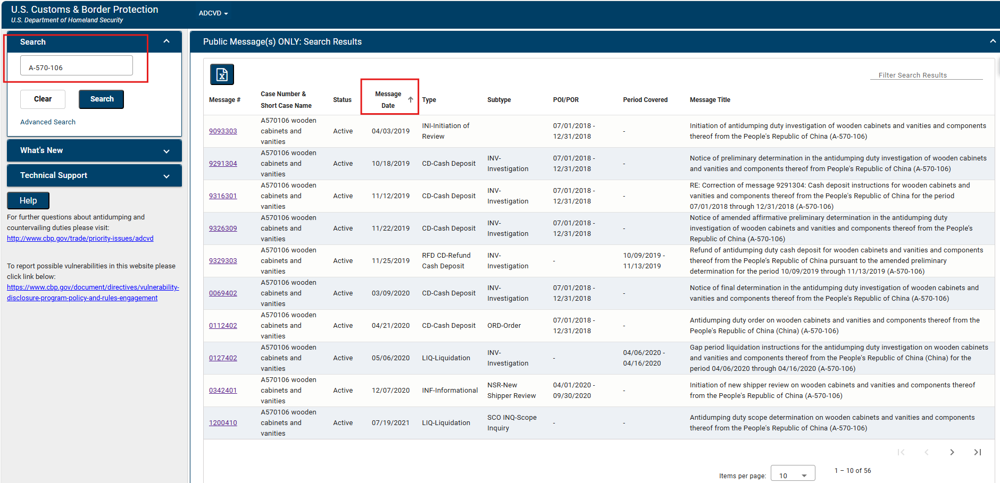 U.S. Customs & Border Protection
U.S. Department of Homeland Security
ADCVD
Search
A-570-106
Clear
Search
Advanced Search
What's New
Technical Support
Help
For further questions about antidumping and
countervailing duties please visit:
http://www.cbp.gov/trade/priority-issues/adcvd
To report possible vulnerabilities in this website please
click link below:
https://www.cbp.gov/document/directives/vulnerability-
disclosure-program-policy-and-rules-engagement
Public Message(s) ONLY: Search Results
Filter Search Results
Message #
Case Number &
Short Case Name
Status
Message
Date
Type
Subtype
POI/POR
Period Covered
Message Title
9093303
A570106 wooden
cabinets and
vanities
Active
04/03/2019
INI-Initiation of
Review
07/01/2018 -
12/31/2018
-
Initiation of antidumping duty investigation of wooden cabinets and vanities and components
thereof from the People's Republic of China (A-570-106)
9291304
A570106 wooden
cabinets and
vanities
Active
10/18/2019
CD-Cash Deposit
INV-
Investigation
07/01/2018 -
12/31/2018
-
Notice of preliminary determination in the antidumping duty investigation of wooden cabinets
and vanities and components thereof from People's Republic of China (A-570-106)
9316301
A570106 wooden
cabinets and
vanities
Active
11/12/2019
CD-Cash Deposit
INV-
Investigation
07/01/2018 -
12/31/2018
-
RE: Correction of message 9291304: Cash deposit instructions for wooden cabinets and
vanities and components thereof from the People's Republic of China for the period
07/01/2018 through 12/31/2018 (A-570-106)
9326309
A570106 wooden
cabinets and
vanities
Active
11/22/2019
CD-Cash Deposit
INV-
Investigation
07/01/2018 -
12/31/2018
-
Notice of amended affirmative preliminary determination in the antidumping duty
investigation of wooden cabinets and vanities and components thereof from the People's
Republic of China (A-570-106)
9329303
A570106 wooden
cabinets and
vanities
Active
11/25/2019
RFD CD-Refund
Cash Deposit
INV-
Investigation
-
10/09/2019 -
11/13/2019
Refund of antidumping duty cash deposit for wooden cabinets and vanities and components
thereof from the People's Republic of China pursuant to the amended preliminary
determination for the period 10/09/2019 through 11/13/2019 (A-570-106)
0069402
A570106 wooden
cabinets and
vanities
Active
03/09/2020
CD-Cash Deposit
INV-
Investigation
07/01/2018 -
12/31/2018
-
Notice of final determination in the antidumping duty investigation of wooden cabinets and
vanities and components thereof from the People's Republic of China (A-570-106)
0112402
A570106 wooden
cabinets and
vanities
Active
04/21/2020
CD-Cash Deposit
ORD-Order
07/01/2018 -
12/31/2018
-
Antidumping duty order on wooden cabinets and vanities and components thereof from the
People's Republic of China (China) (A-570-106)
0127402
A570106 wooden
cabinets and
vanities
Active
05/06/2020
LIQ-Liquidation
INV-
Investigation
-
04/06/2020 -
04/16/2020
Gap period liquidation instructions for the antidumping duty investigation on wooden cabinets
and vanities and components thereof from the People's Republic of China (China) for the
period 04/06/2020 through 04/16/2020 (A-570-106)
0342401
A570106 wooden
cabinets and
vanities
Active
12/07/2020
INF-Informational
NSR-New
Shipper Review
04/01/2020 -
09/30/2020
-
Initiation of new shipper review on wooden cabinets and vanities and components thereof
from the People's Republic of China (A-570-106)
1200410
A570106 wooden
cabinets and
vanities
Active
07/19/2021
LIQ-Liquidation
SCO INQ-Scope
Inquiry
-
-
Antidumping duty scope determination on wooden cabinets and vanities and components
thereof from the People's Republic of China (A-570-106)
Items per page:
10
1 – 10 of 56